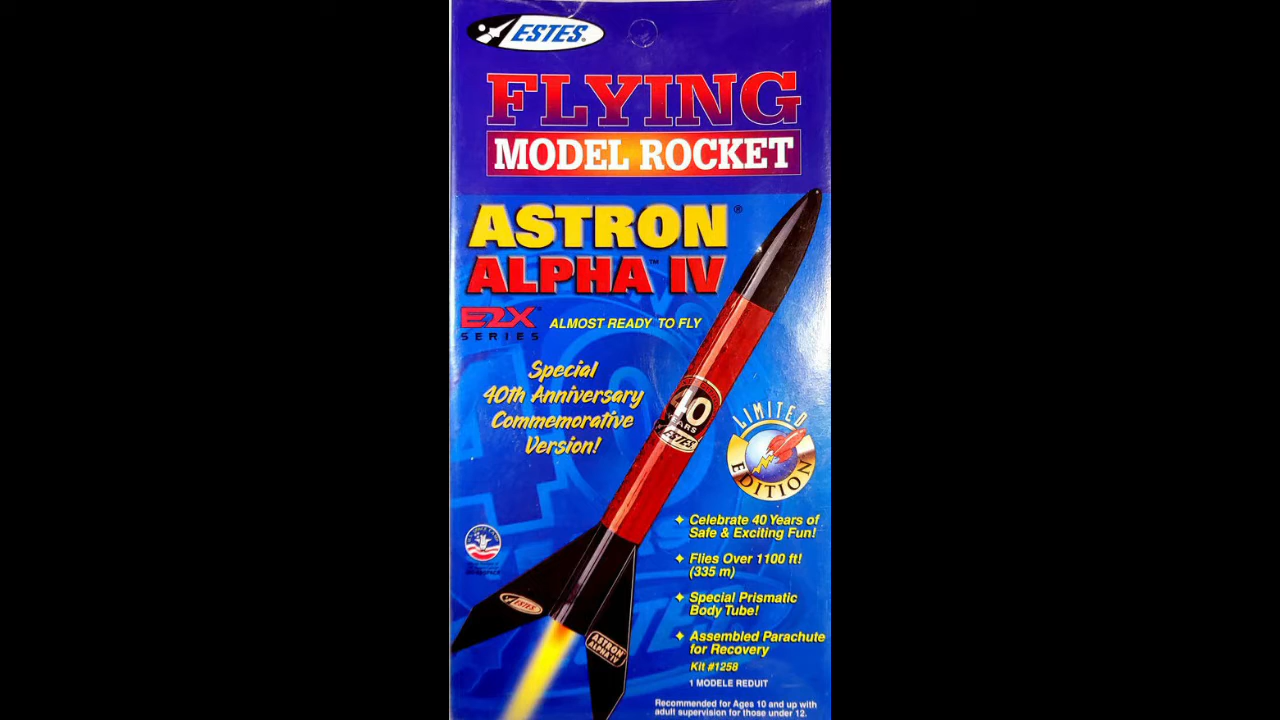 ESTES®
FLYING
MODEL ROCKET
ASTRON®
ALPHA IV™
E2X™
SERIES
ALMOST READY TO FLY
Special
40th Anniversary
Commemorative
Version!
40
YEARS
ESTES
LIMITED
EDITION
✦ Celebrate 40 Years of
Safe & Exciting Fun!
✦ Flies Over 1100 ft!
(335 m)
✦ Special Prismatic
Body Tube!
✦ Assembled Parachute
for Recovery
Kit #1258
1 MODELE REDUIT
Recommended for Ages 10 and up with
adult supervision for those under 12.
ESTES
ASTRON
ALPHA IV